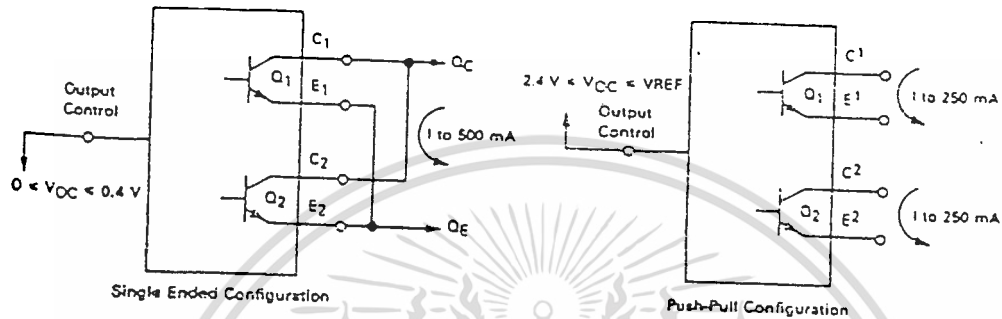 C1
QC
Q1
E1
Output
Control
1 to 500 mA
0 < VOC < 0.4 V
C2
Q2
E2
QE
Single Ended Configuration
2.4 V < VCC < VREF
Output
Control
C1
Q1
E1
1 to 250 mA
C2
Q2
E2
1 to 250 mA
Push-Pull Configuration